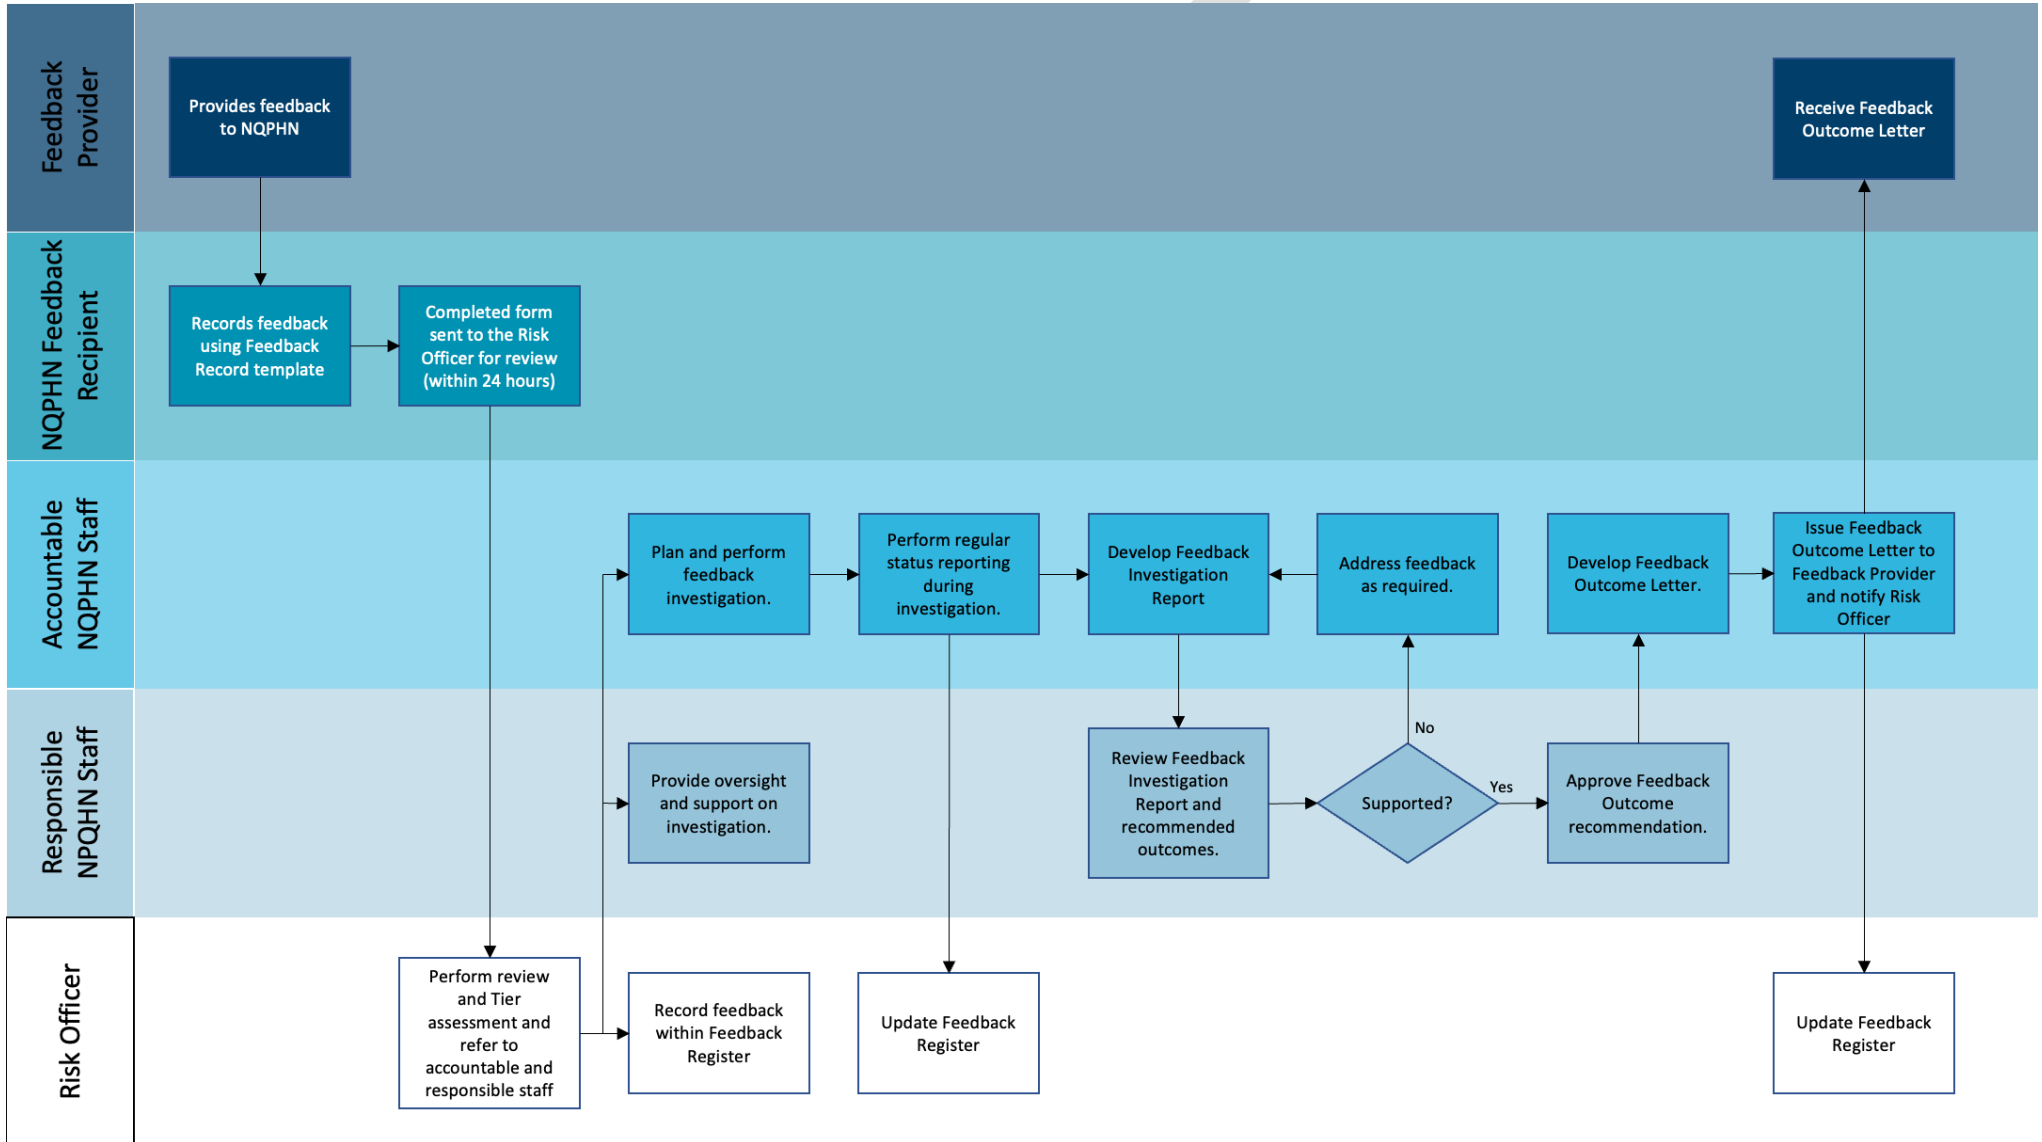 Feedback
Provider
Provides feedback
to NQPHN
Receive Feedback
Outcome Letter
NQPHN Feedback
Recipient
Records feedback
using Feedback
Record template
Completed form
sent to the Risk
Officer for review
(within 24 hours)
Accountable
NQPHN Staff
Plan and perform
feedback
investigation.
Perform regular
status reporting
during
investigation.
Develop Feedback
Investigation
Report
Address feedback
as required.
Develop Feedback
Outcome Letter.
Issue Feedback
Outcome Letter to
Feedback Provider
and notify Risk
Officer
Responsible
NPQHN Staff
Provide oversight
and support on
investigation.
Review Feedback
Investigation
Report and
recommended
outcomes.
Supported?
No
Yes
Approve Feedback
Outcome
recommendation.
Risk Officer
Perform review
and Tier
assessment and
refer to
accountable and
responsible staff
Record feedback
within Feedback
Register
Update Feedback
Register
Update Feedback
Register